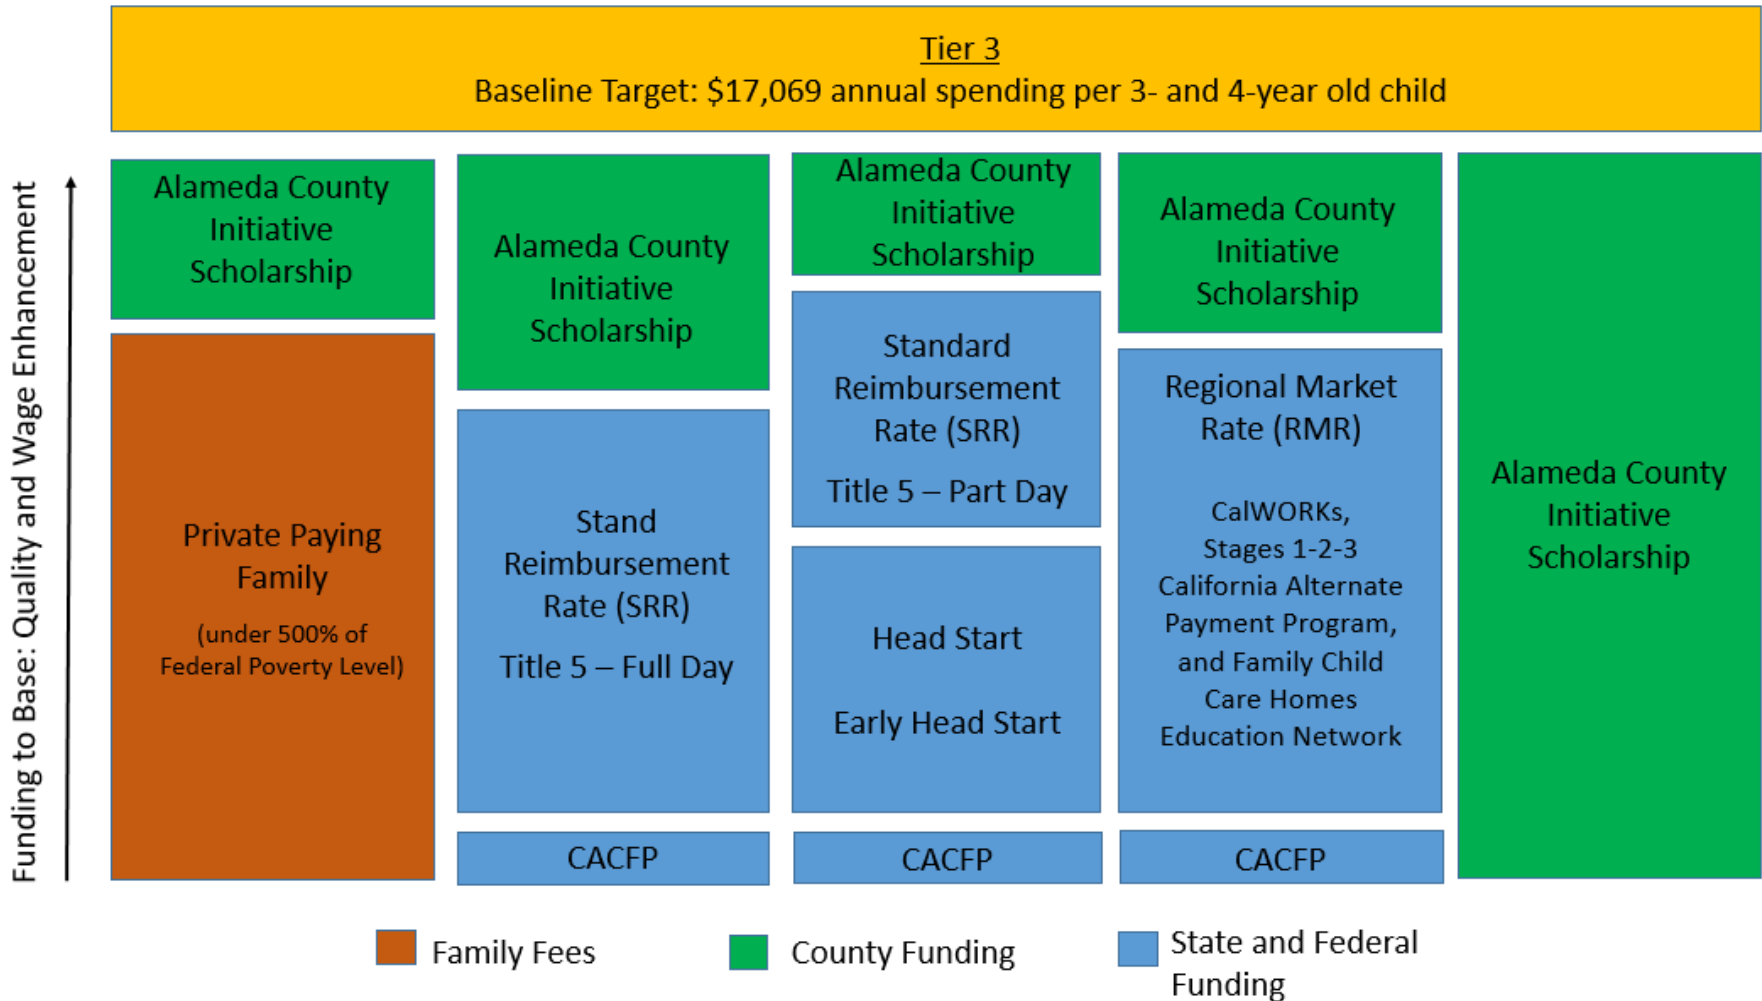 Tier 3
Baseline Target: $17,069 annual spending per 3- and 4-year old child
Funding to Base: Quality and Wage Enhancement
Alameda County
Initiative
Scholarship
Private Paying
Family
(under 500% of
Federal Poverty Level)
Alameda County
Initiative
Scholarship
Stand
Reimbursement
Rate (SRR)
Title 5 – Full Day
CACFP
Alameda County
Initiative
Scholarship
Standard
Reimbursement
Rate (SRR)
Title 5 – Part Day
Head Start
Early Head Start
CACFP
Alameda County
Initiative
Scholarship
Regional Market
Rate (RMR)
CalWORKs,
Stages 1-2-3
California Alternate
Payment Program,
and Family Child
Care Homes
Education Network
CACFP
Alameda County
Initiative
Scholarship
Family Fees
County Funding
State and Federal
Funding